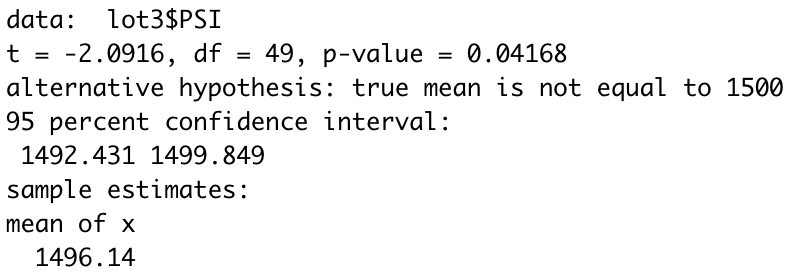 data:  lot3$PSI
t = -2.0916, df = 49, p-value = 0.04168
alternative hypothesis: true mean is not equal to 1500
95 percent confidence interval:
 1492.431 1499.849
sample estimates:
mean of x
  1496.14